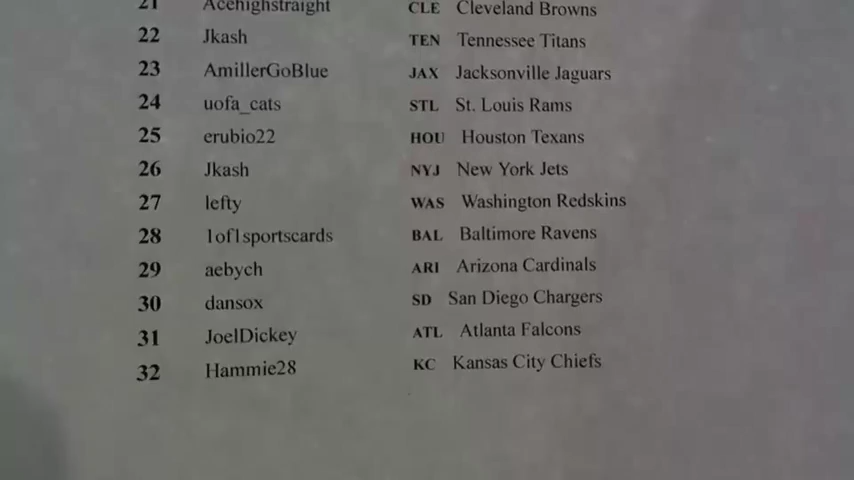 21 Acehighstraight CLE Cleveland Browns
22 Jkash TEN Tennessee Titans
23 AmillerGoBlue JAX Jacksonville Jaguars
24 uofa_cats STL St. Louis Rams
25 erubio22 HOU Houston Texans
26 Jkash NYJ New York Jets
27 lefty WAS Washington Redskins
28 1of1sportscards BAL Baltimore Ravens
29 aebych ARI Arizona Cardinals
30 dansox SD San Diego Chargers
31 JoelDickey ATL Atlanta Falcons
32 Hammie28 KC Kansas City Chiefs